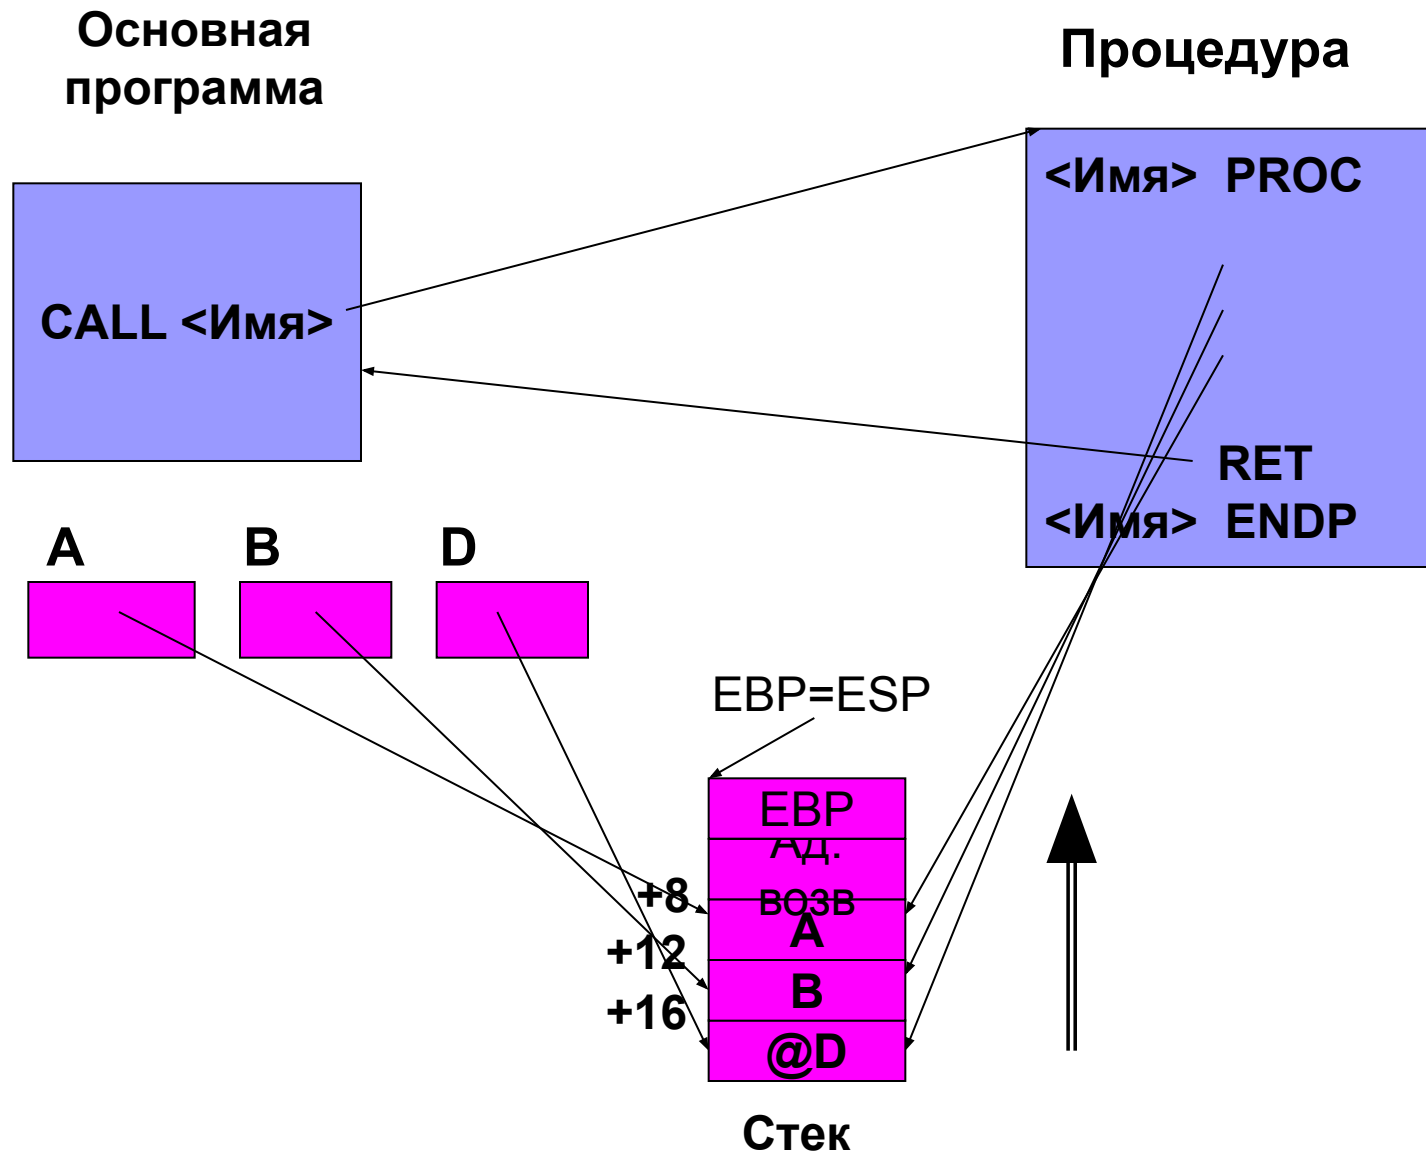 Основная
программа
Процедура
<Имя> PROC
CALL <Имя>
RET
<Имя> ENDP
A
B
D
EBP=ESP
EBP
Ад.
возв
+8
A
+12
B
+16
@D
Стек